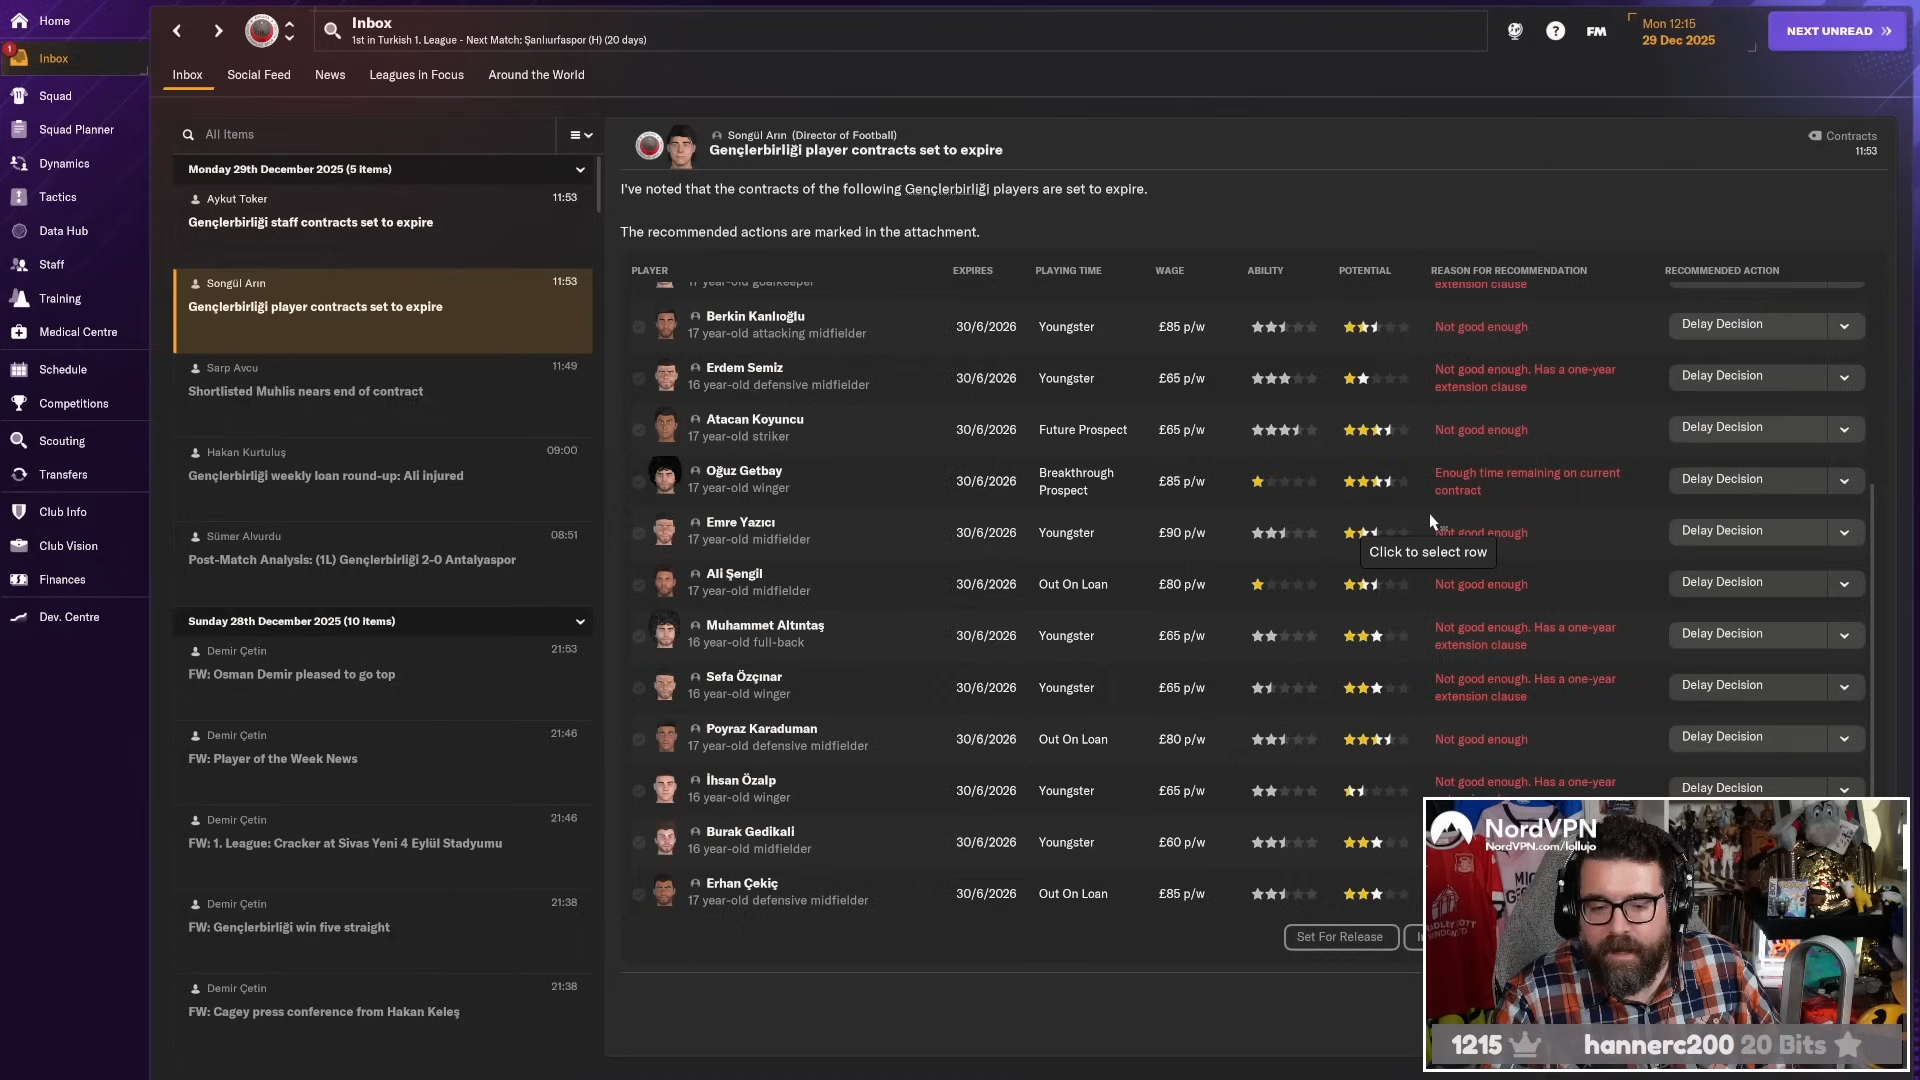 Home
Inbox
1st in Turkish 1. League - Next Match: Şanlıurfaspor (H) (20 days)
FM
Mon 12:15
29 Dec 2025
NEXT UNREAD
1
Inbox
Squad
Squad Planner
Dynamics
Tactics
Data Hub
Staff
Training
Medical Centre
Schedule
Competitions
Scouting
Transfers
Club Info
Club Vision
Finances
Dev. Centre
Inbox Social Feed News Leagues in Focus Around the World
All Items
Monday 29th December 2025 (5 items)
Aykut Toker 11:53
Gençlerbirliği staff contracts set to expire
Songül Arın 11:53
Gençlerbirliği player contracts set to expire
Sarp Avcu 11:49
Shortlisted Muhlis nears end of contract
Hakan Kurtuluş 09:00
Gençlerbirliği weekly loan round-up: Ali injured
Sümer Alvurdu 08:51
Post-Match Analysis: (1L) Gençlerbirliği 2-0 Antalyaspor
Sunday 28th December 2025 (10 items)
Demir Çetin 21:53
FW: Osman Demir pleased to go top
Demir Çetin 21:46
FW: Player of the Week News
Demir Çetin 21:46
FW: 1. League: Cracker at Sivas Yeni 4 Eylül Stadyumu
Demir Çetin 21:38
FW: Gençlerbirliği win five straight
Demir Çetin 21:38
FW: Cagey press conference from Hakan Keleş
Songül Arın (Director of Football)
Gençlerbirliği player contracts set to expire
Contracts
11:53
I've noted that the contracts of the following Gençlerbirliği players are set to expire.
The recommended actions are marked in the attachment.
PLAYER EXPIRES PLAYING TIME WAGE ABILITY POTENTIAL REASON FOR RECOMMENDATION RECOMMENDED ACTION
17 year-old goalkeeper extension clause
Berkin Kanlıoğlu
17 year-old attacking midfielder
30/6/2026 Youngster £85 p/w Not good enough Delay Decision
Erdem Semiz
16 year-old defensive midfielder
30/6/2026 Youngster £65 p/w Not good enough. Has a one-year
extension clause
Delay Decision
Atacan Koyuncu
17 year-old striker
30/6/2026 Future Prospect £65 p/w Not good enough Delay Decision
Oğuz Getbay
17 year-old winger
30/6/2026 Breakthrough
Prospect
£85 p/w Enough time remaining on current
contract
Delay Decision
Emre Yazıcı
17 year-old midfielder
30/6/2026 Youngster £90 p/w Not good enough Delay Decision
Click to select row
Ali Şengil
17 year-old midfielder
30/6/2026 Out On Loan £80 p/w Not good enough Delay Decision
Muhammet Altıntaş
16 year-old full-back
30/6/2026 Youngster £65 p/w Not good enough. Has a one-year
extension clause
Delay Decision
Sefa Özçınar
16 year-old winger
30/6/2026 Youngster £65 p/w Not good enough. Has a one-year
extension clause
Delay Decision
Poyraz Karaduman
17 year-old defensive midfielder
30/6/2026 Out On Loan £80 p/w Not good enough Delay Decision
İhsan Özalp
16 year-old winger
30/6/2026 Youngster £65 p/w Not good enough. Has a one-year
Delay Decision
Burak Gedikali
16 year-old midfielder
30/6/2026 Youngster £60 p/w
Erhan Çekiç
17 year-old defensive midfielder
30/6/2026 Out On Loan £85 p/w
Set For Release
NordVPN
NordVPN.com/lollujo
1215 hannerc200 20 Bits